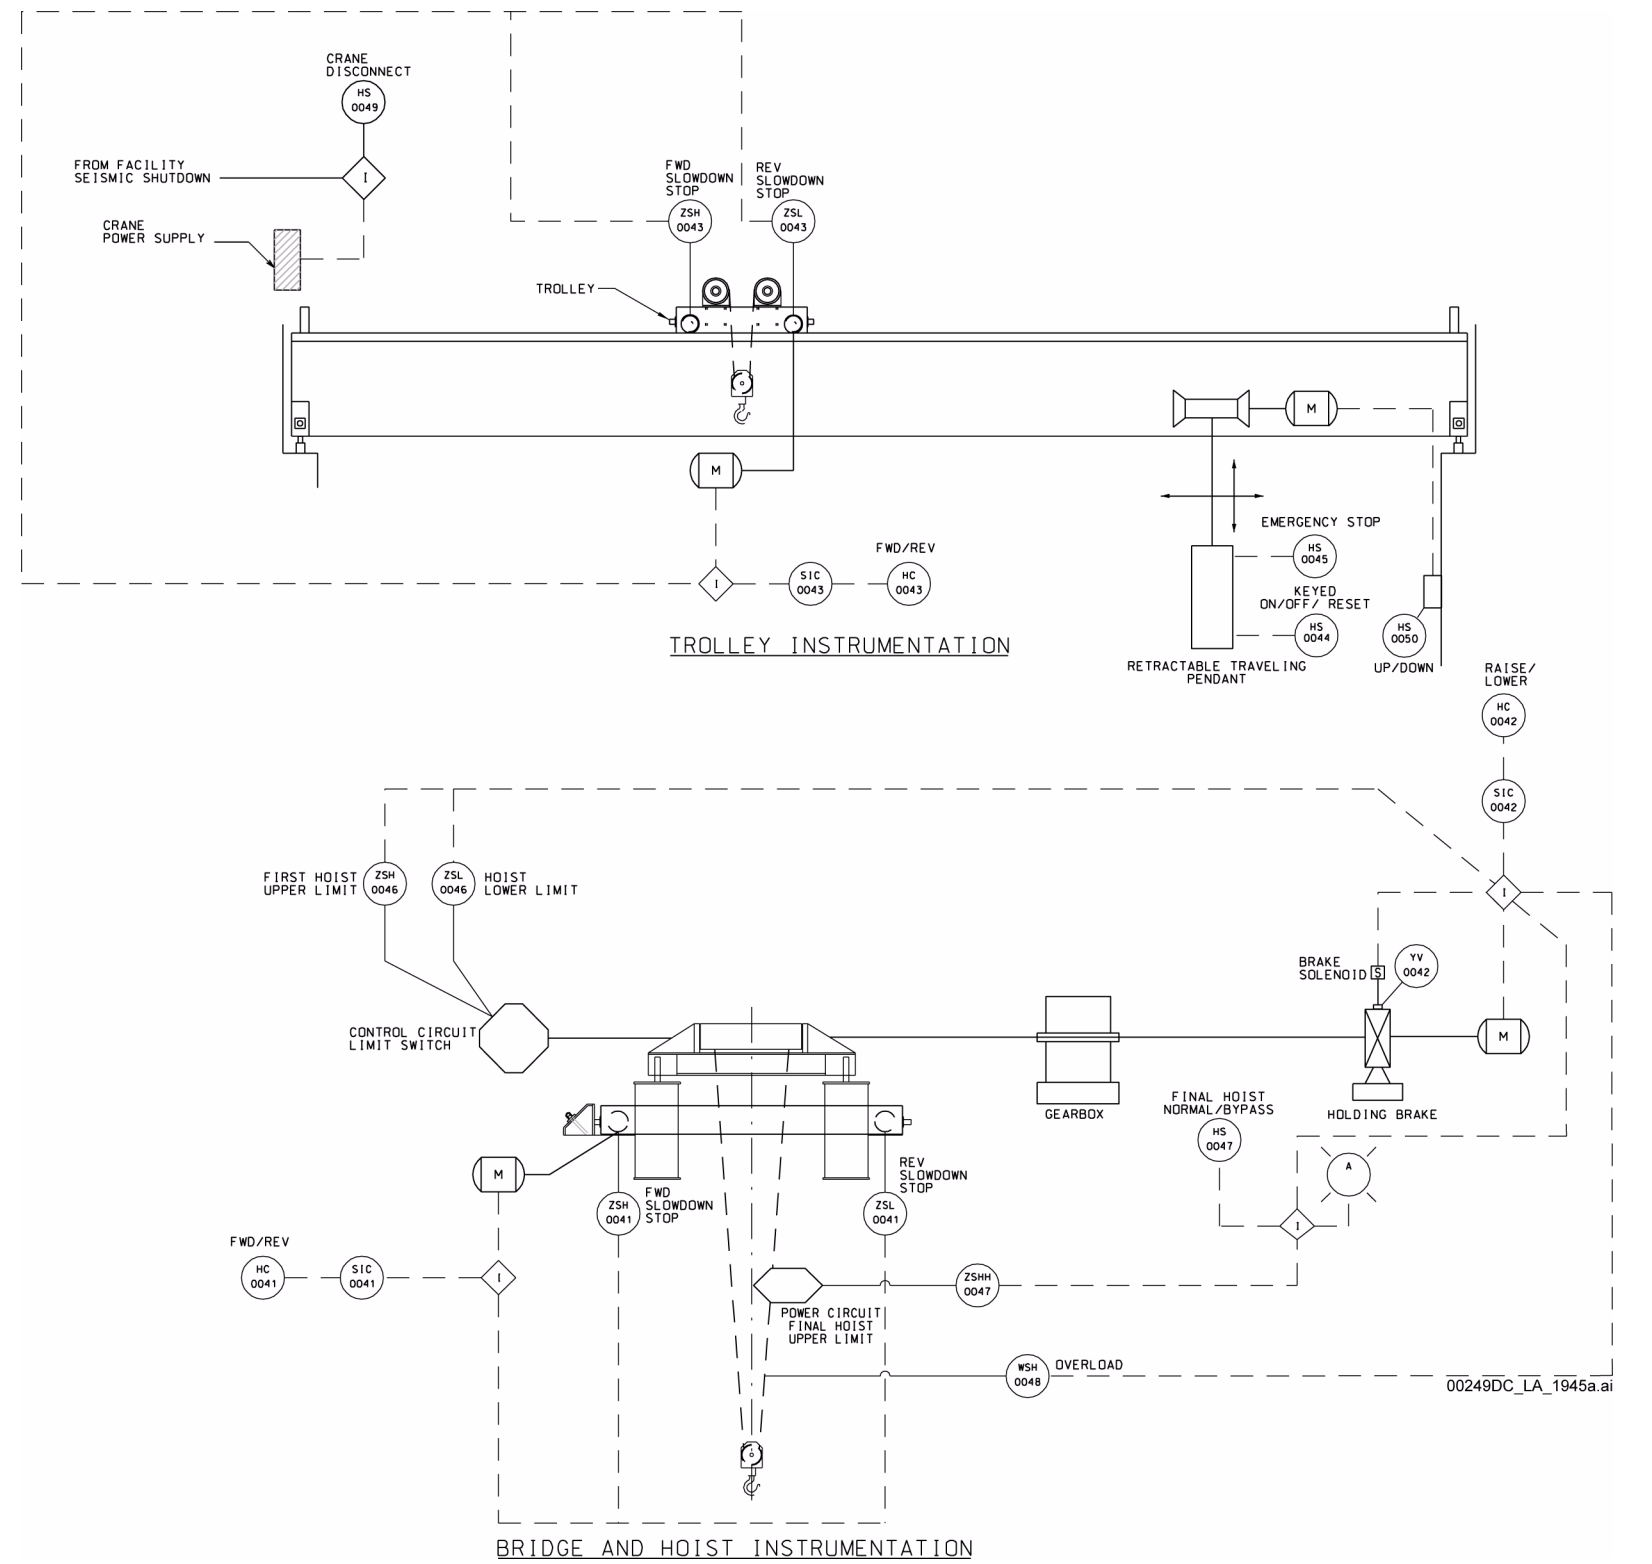 CRANE
DISCONNECT
HS
0049
FROM FACILITY
SEISMIC SHUTDOWN
I
CRANE
POWER SUPPLY
FWD
SLOWDOWN
STOP
REV
SLOWDOWN
STOP
ZSH
0043
ZSL
0043
TROLLEY
M
M
EMERGENCY STOP
HS
0045
FWD/REV
I
SIC
0043
HC
0043
KEYED
ON/OFF/ RESET
HS
0044
HS
0050
UP/DOWN
TROLLEY INSTRUMENTATION
RETRACTABLE TRAVELING
PENDANT
RAISE/
LOWER
HC
0042
SIC
0042
I
FIRST HOIST
UPPER LIMIT
ZSH
0046
ZSL
0046
HOIST
LOWER LIMIT
BRAKE
SOLENOID
S
YV
0042
CONTROL CIRCUIT
LIMIT SWITCH
M
GEARBOX
FINAL HOIST
NORMAL/BYPASS
HS
0047
HOLDING BRAKE
A
I
M
ZSH
0041
FWD
SLOWDOWN
STOP
REV
SLOWDOWN
STOP
ZSL
0041
FWD/REV
HC
0041
SIC
0041
I
ZSHH
0047
POWER CIRCUIT
FINAL HOIST
UPPER LIMIT
WSH
0048
OVERLOAD
00249DC_LA_1945a.ai
BRIDGE AND HOIST INSTRUMENTATION